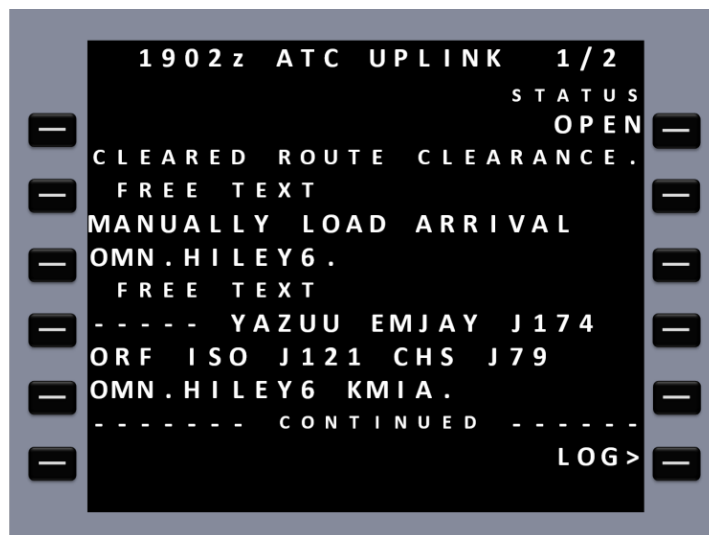 1902z ATC UPLINK 1/2
STATUS
OPEN
CLEARED ROUTE CLEARANCE.
FREE TEXT
MANUALLY LOAD ARRIVAL
OMN.HILEY6.
FREE TEXT
----- YAZUU EMJAY J174
ORF ISO J121 CHS J79
OMN.HILEY6 KMIA.
------- CONTINUED ------
LOG>